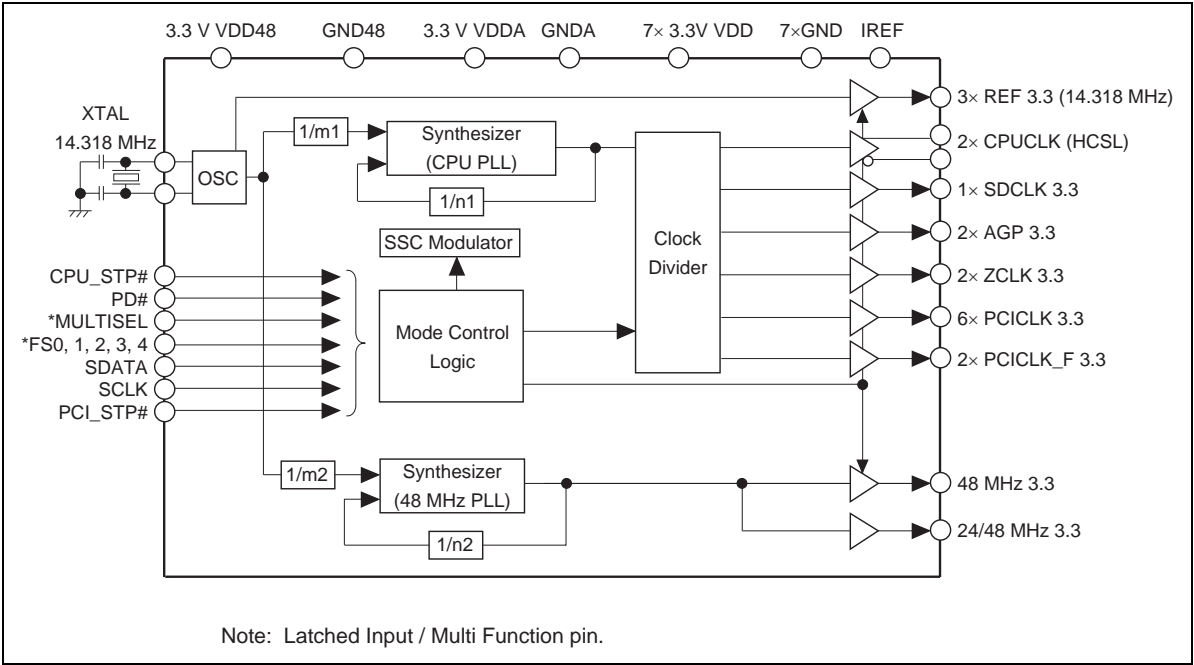 3.3 V VDD48
GND48
3.3 V VDDA
GNDA
7× 3.3V VDD
7×GND
IREF
XTAL
14.318 MHz
OSC
1/m1
Synthesizer
(CPU PLL)
1/n1
SSC Modulator
Mode Control
Logic
Clock
Divider
CPU_STP#
PD#
*MULTISEL
*FS0, 1, 2, 3, 4
SDATA
SCLK
PCI_STP#
1/m2
Synthesizer
(48 MHz PLL)
1/n2
3× REF 3.3 (14.318 MHz)
2× CPUCLK (HCSL)
1× SDCLK 3.3
2× AGP 3.3
2× ZCLK 3.3
6× PCICLK 3.3
2× PCICLK_F 3.3
48 MHz 3.3
24/48 MHz 3.3
Note: Latched Input / Multi Function pin.